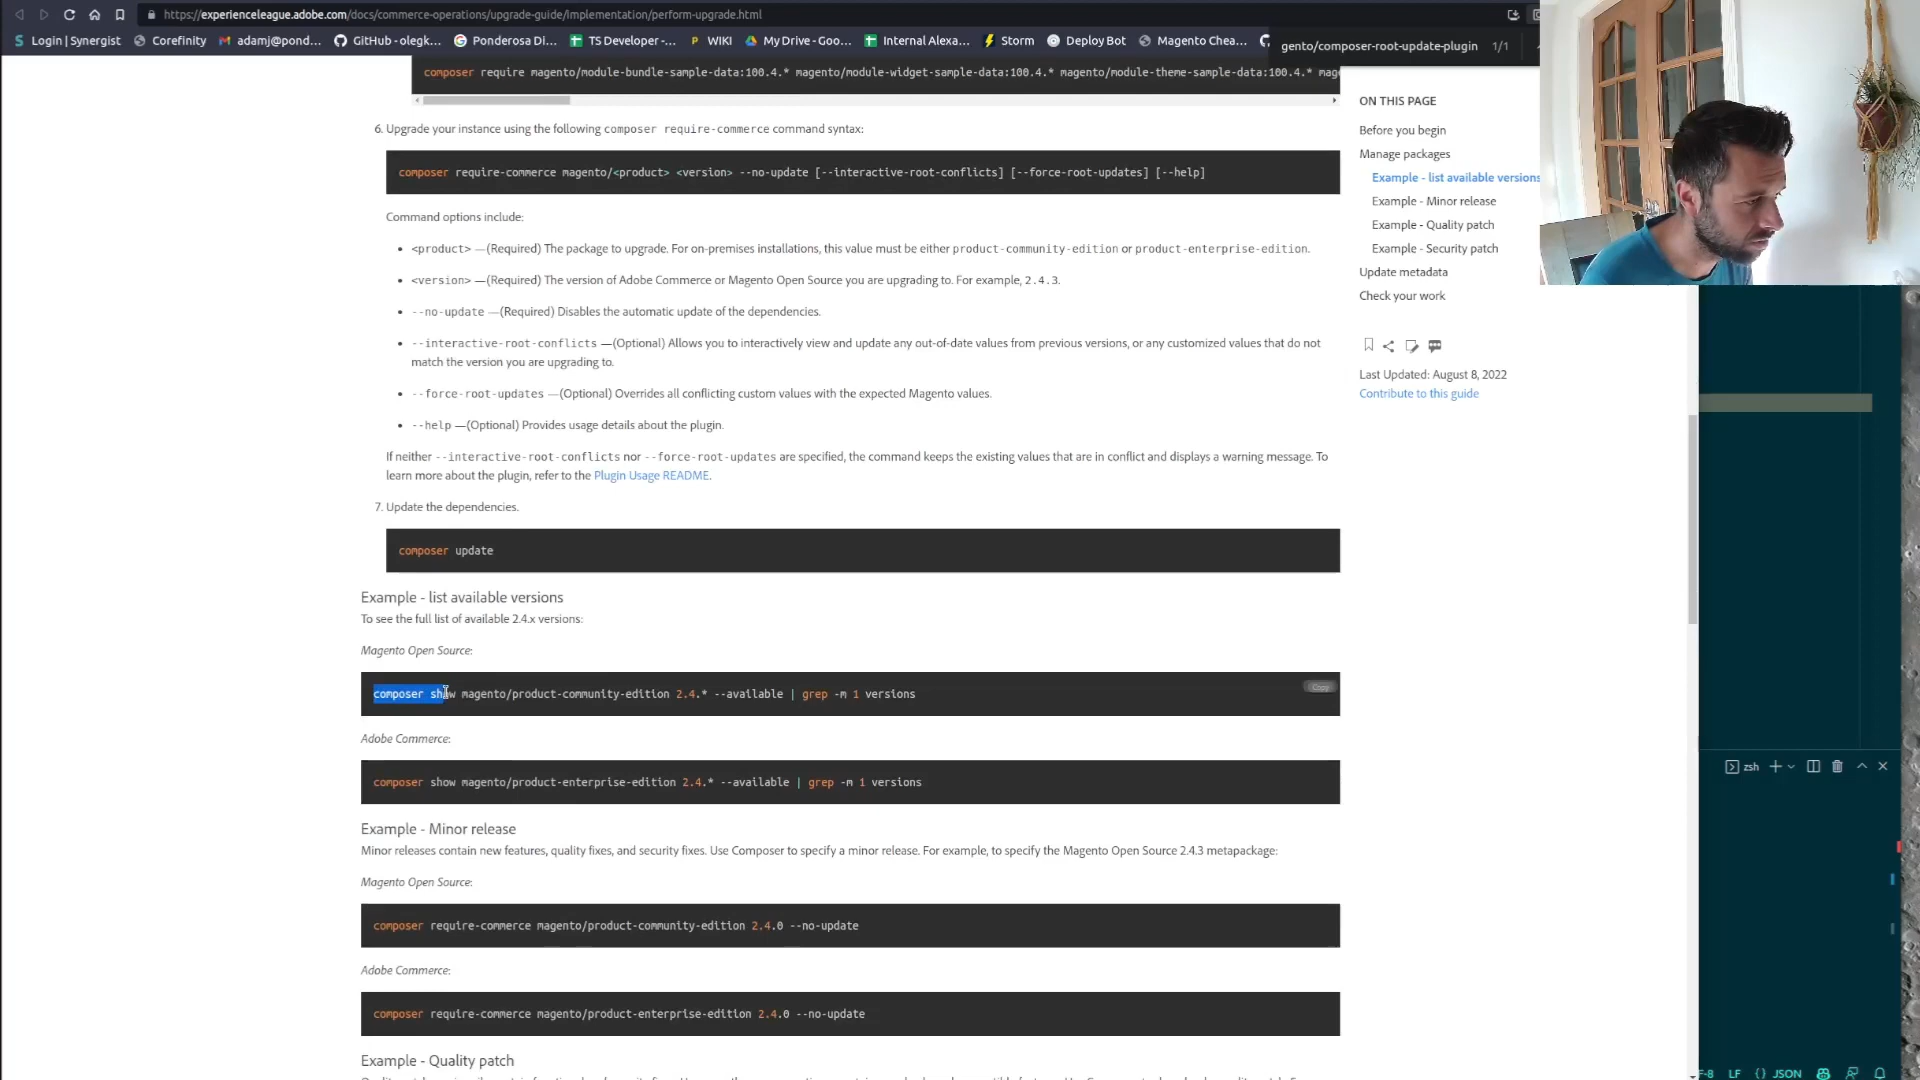 https://experienceleague.adobe.com/docs/commerce-operations/upgrade-guide/implementation/perform-upgrade.html
Login | Synergist
Corefinity
adamj@pond...
GitHub - olegk...
Ponderosa Di...
TS Developer -...
WIKI
My Drive - Goo...
Internal Alexa...
Storm
Deploy Bot
Magento Chea...
gento/composer-root-update-plugin 1/1
composer require magento/module-bundle-sample-data:100.4.* magento/module-widget-sample-data:100.4.* magento/module-theme-sample-data:100.4.* mage
6. Upgrade your instance using the following composer require-commerce command syntax:
composer require-commerce magento/<product> <version> --no-update [--interactive-root-conflicts] [--force-root-updates] [--help]
Command options include:
• <product> —(Required) The package to upgrade. For on-premises installations, this value must be either product-community-edition or product-enterprise-edition.
• <version> —(Required) The version of Adobe Commerce or Magento Open Source you are upgrading to. For example, 2.4.3.
• --no-update —(Required) Disables the automatic update of the dependencies.
• --interactive-root-conflicts —(Optional) Allows you to interactively view and update any out-of-date values from previous versions, or any customized values that do not
match the version you are upgrading to.
• --force-root-updates —(Optional) Overrides all conflicting custom values with the expected Magento values.
• --help —(Optional) Provides usage details about the plugin.
If neither --interactive-root-conflicts nor --force-root-updates are specified, the command keeps the existing values that are in conflict and displays a warning message. To
learn more about the plugin, refer to the Plugin Usage README.
7. Update the dependencies.
composer update
Example - list available versions
To see the full list of available 2.4.x versions:
Magento Open Source:
composer show magento/product-community-edition 2.4.* --available | grep -m 1 versions
Copy
Adobe Commerce:
composer show magento/product-enterprise-edition 2.4.* --available | grep -m 1 versions
Example - Minor release
Minor releases contain new features, quality fixes, and security fixes. Use Composer to specify a minor release. For example, to specify the Magento Open Source 2.4.3 metapackage:
Magento Open Source:
composer require-commerce magento/product-community-edition 2.4.0 --no-update
Adobe Commerce:
composer require-commerce magento/product-enterprise-edition 2.4.0 --no-update
Example - Quality patch
ON THIS PAGE
Before you begin
Manage packages
Example - list available versions
Example - Minor release
Example - Quality patch
Example - Security patch
Update metadata
Check your work
Last Updated: August 8, 2022
Contribute to this guide
zsh
F-8 LF {} JSON